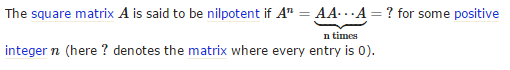 The square matrix A is said to be nilpotent if Aⁿ = AA⋯A = ? for some positive
n times
integer n (here ? denotes the matrix where every entry is 0).